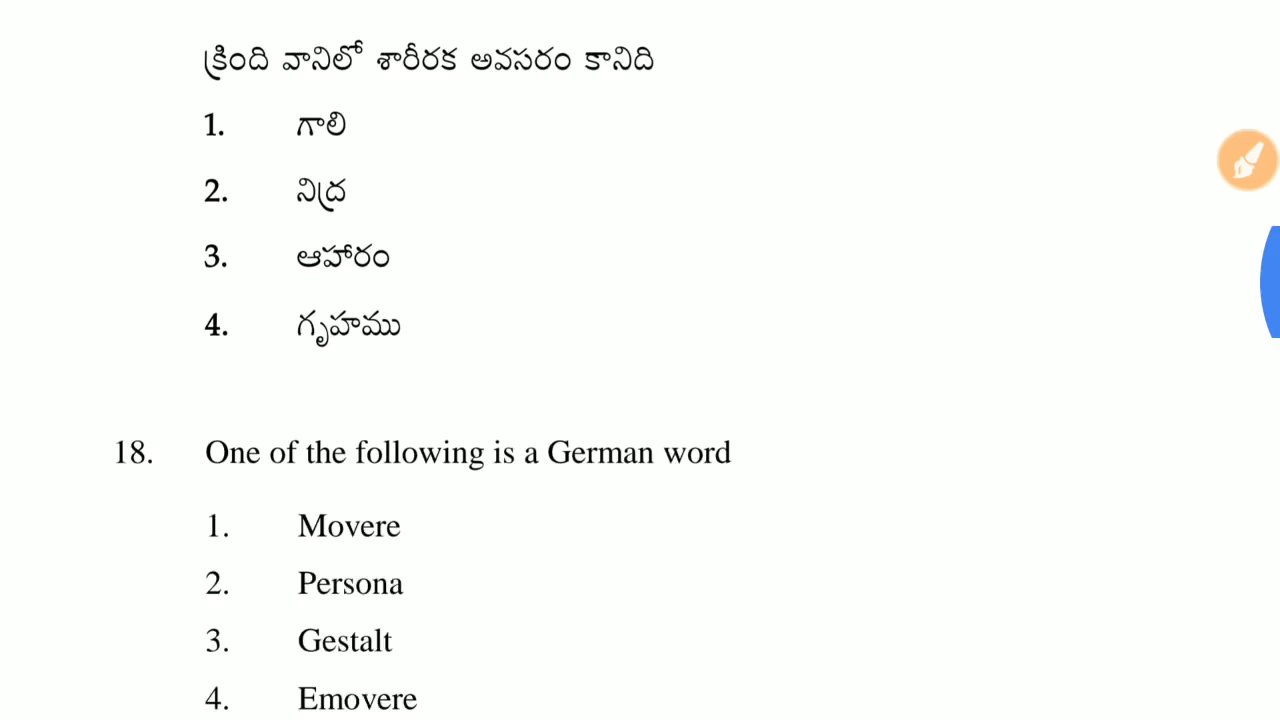 క్రింది వానిలో శారీరక అవసరం కానిది
1. గాలి
2. నిద్ర
3. ఆహారం
4. గృహము
18. One of the following is a German word
1. Movere
2. Persona
3. Gestalt
4. Emovere